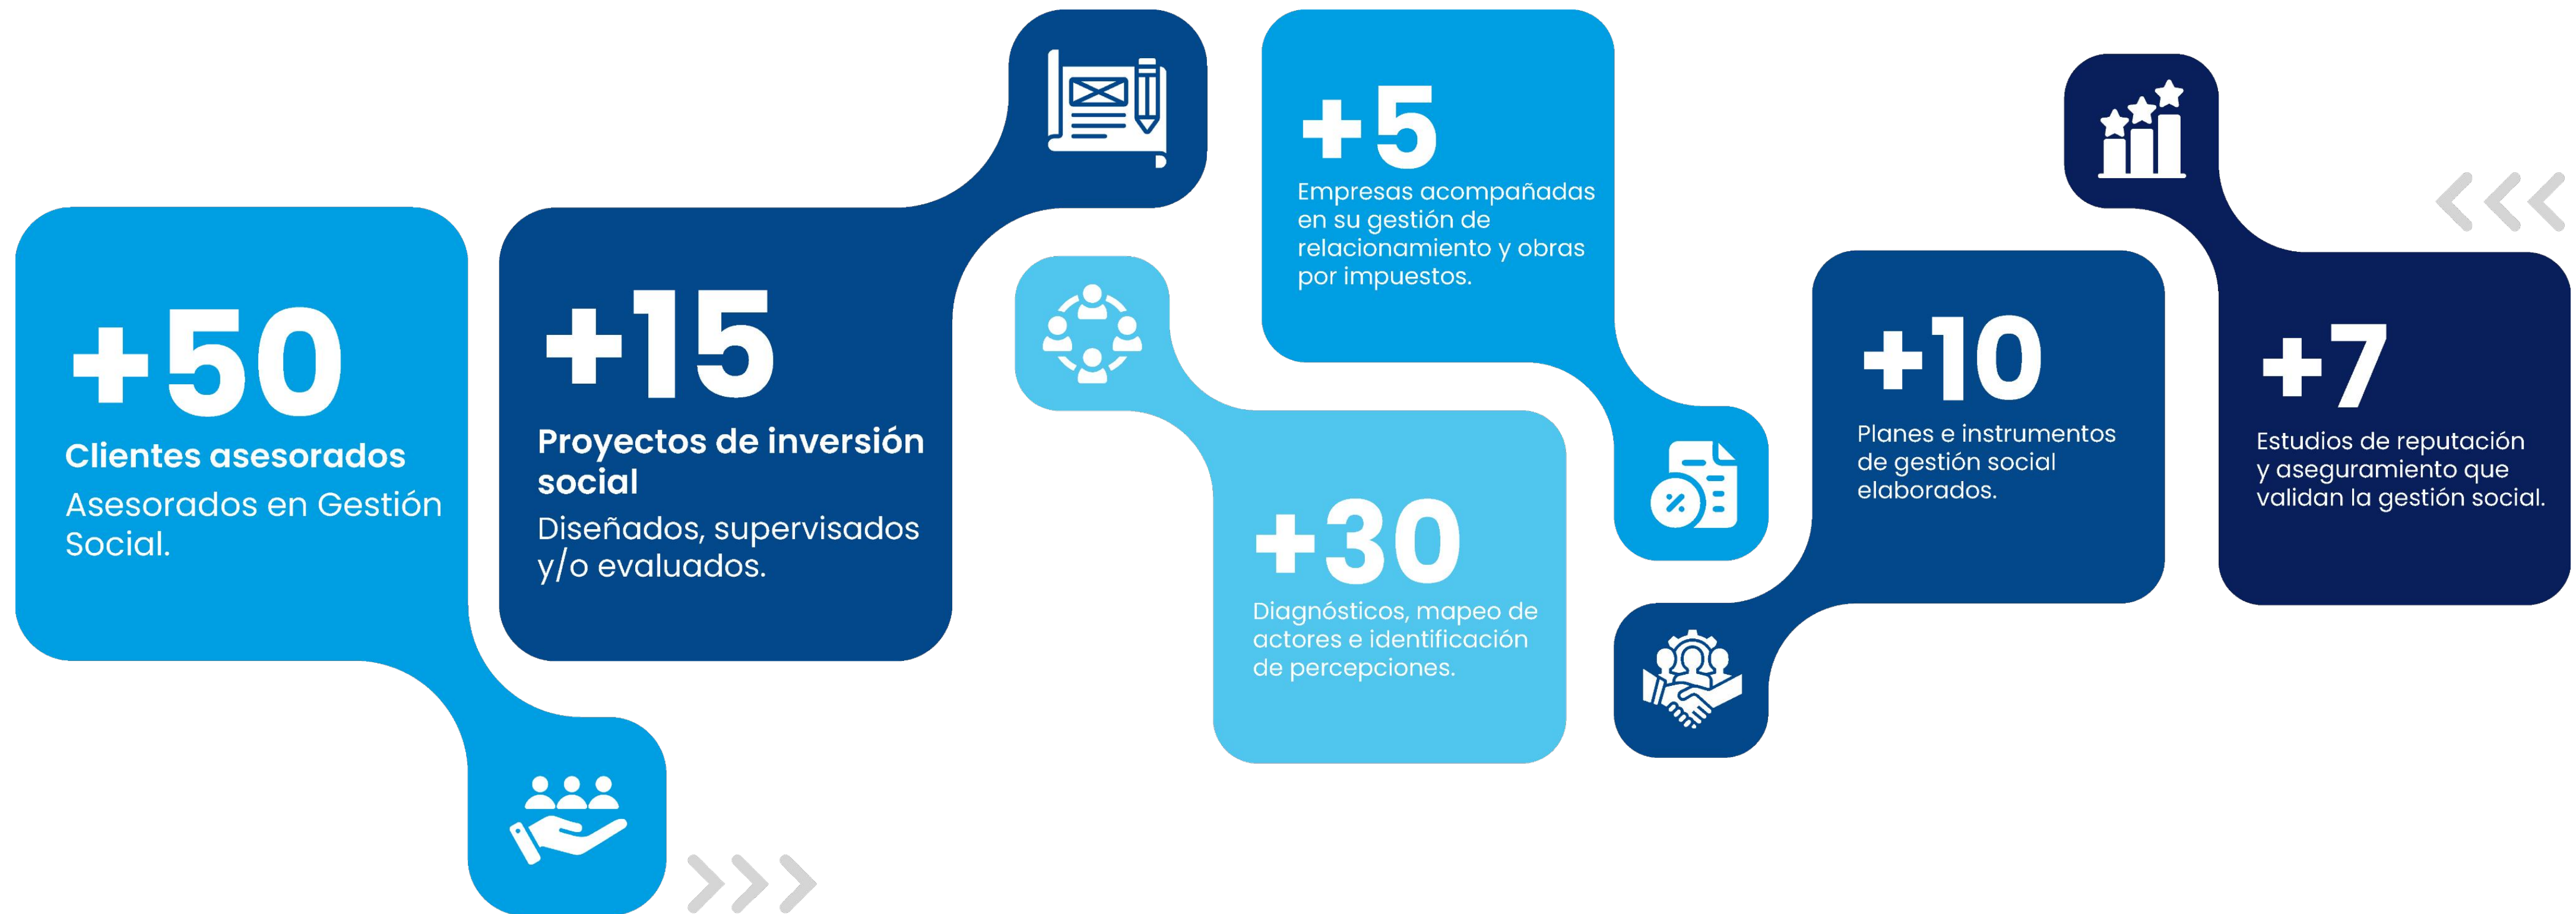 +50
Clientes asesorados
Asesorados en Gestión
Social.
+15
Proyectos de inversión
social
Diseñados, supervisados
y/o evaluados.
+5
Empresas acompañadas
en su gestión de
relacionamiento y obras
por impuestos.
+30
Diagnósticos, mapeo de
actores e identificación
de percepciones.
+10
Planes e instrumentos
de gestión social
elaborados.
+7
Estudios de reputación
y aseguramiento que
validan la gestión social.